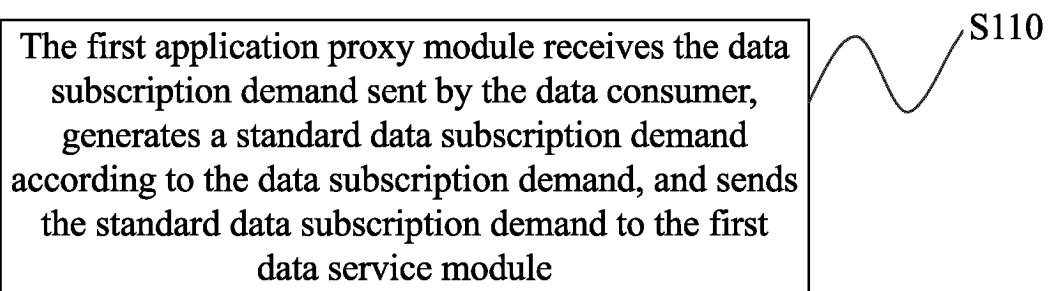 The first application proxy module receives the data
subscription demand sent by the data consumer,
generates a standard data subscription demand
according to the data subscription demand, and sends
the standard data subscription demand to the first
data service module
S110